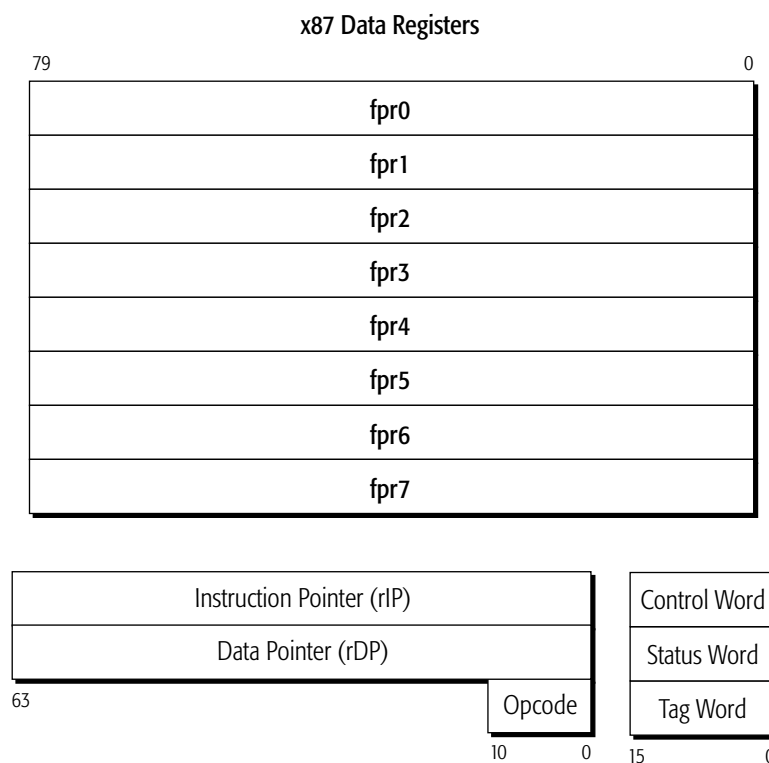 x87 Data Registers
79 0
fpr0
fpr1
fpr2
fpr3
fpr4
fpr5
fpr6
fpr7
Instruction Pointer (rIP)
Control Word
Data Pointer (rDP)
Status Word
63
Opcode
Tag Word
10 0
15 0